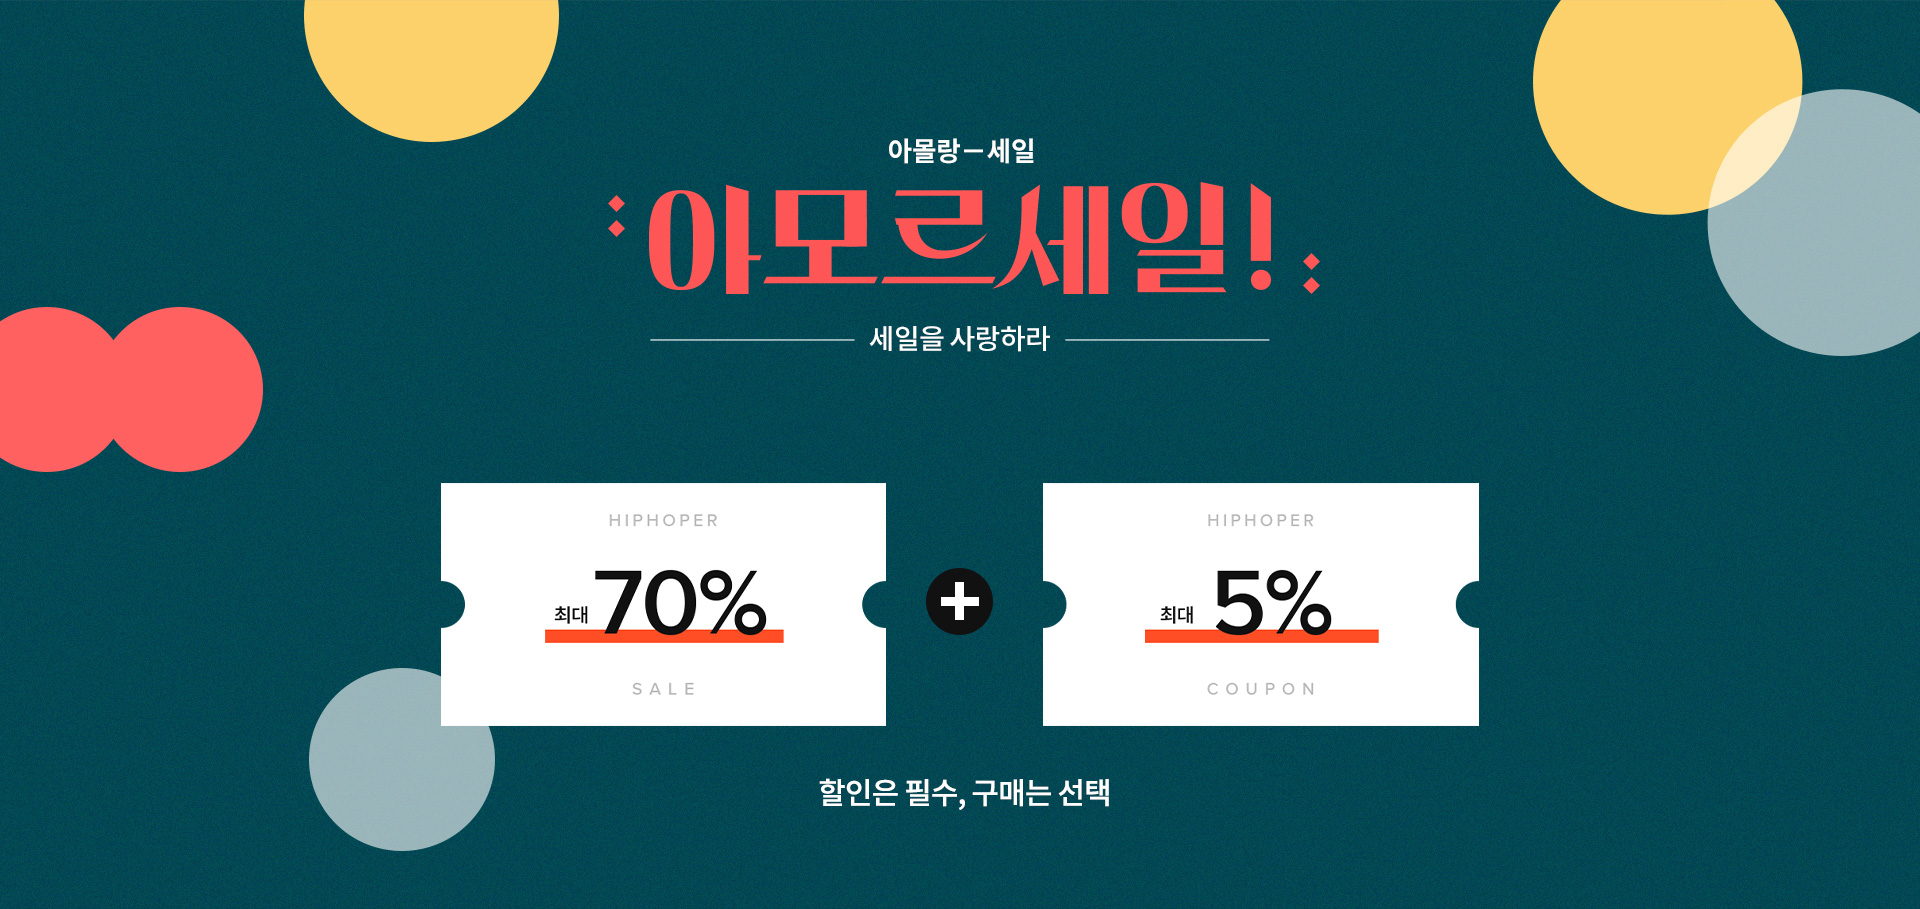 아몰랑－세일
아모르세일!
세일을 사랑하라
HIPHOPER
최대 70%
SALE
HIPHOPER
최대 5%
COUPON
할인은 필수, 구매는 선택